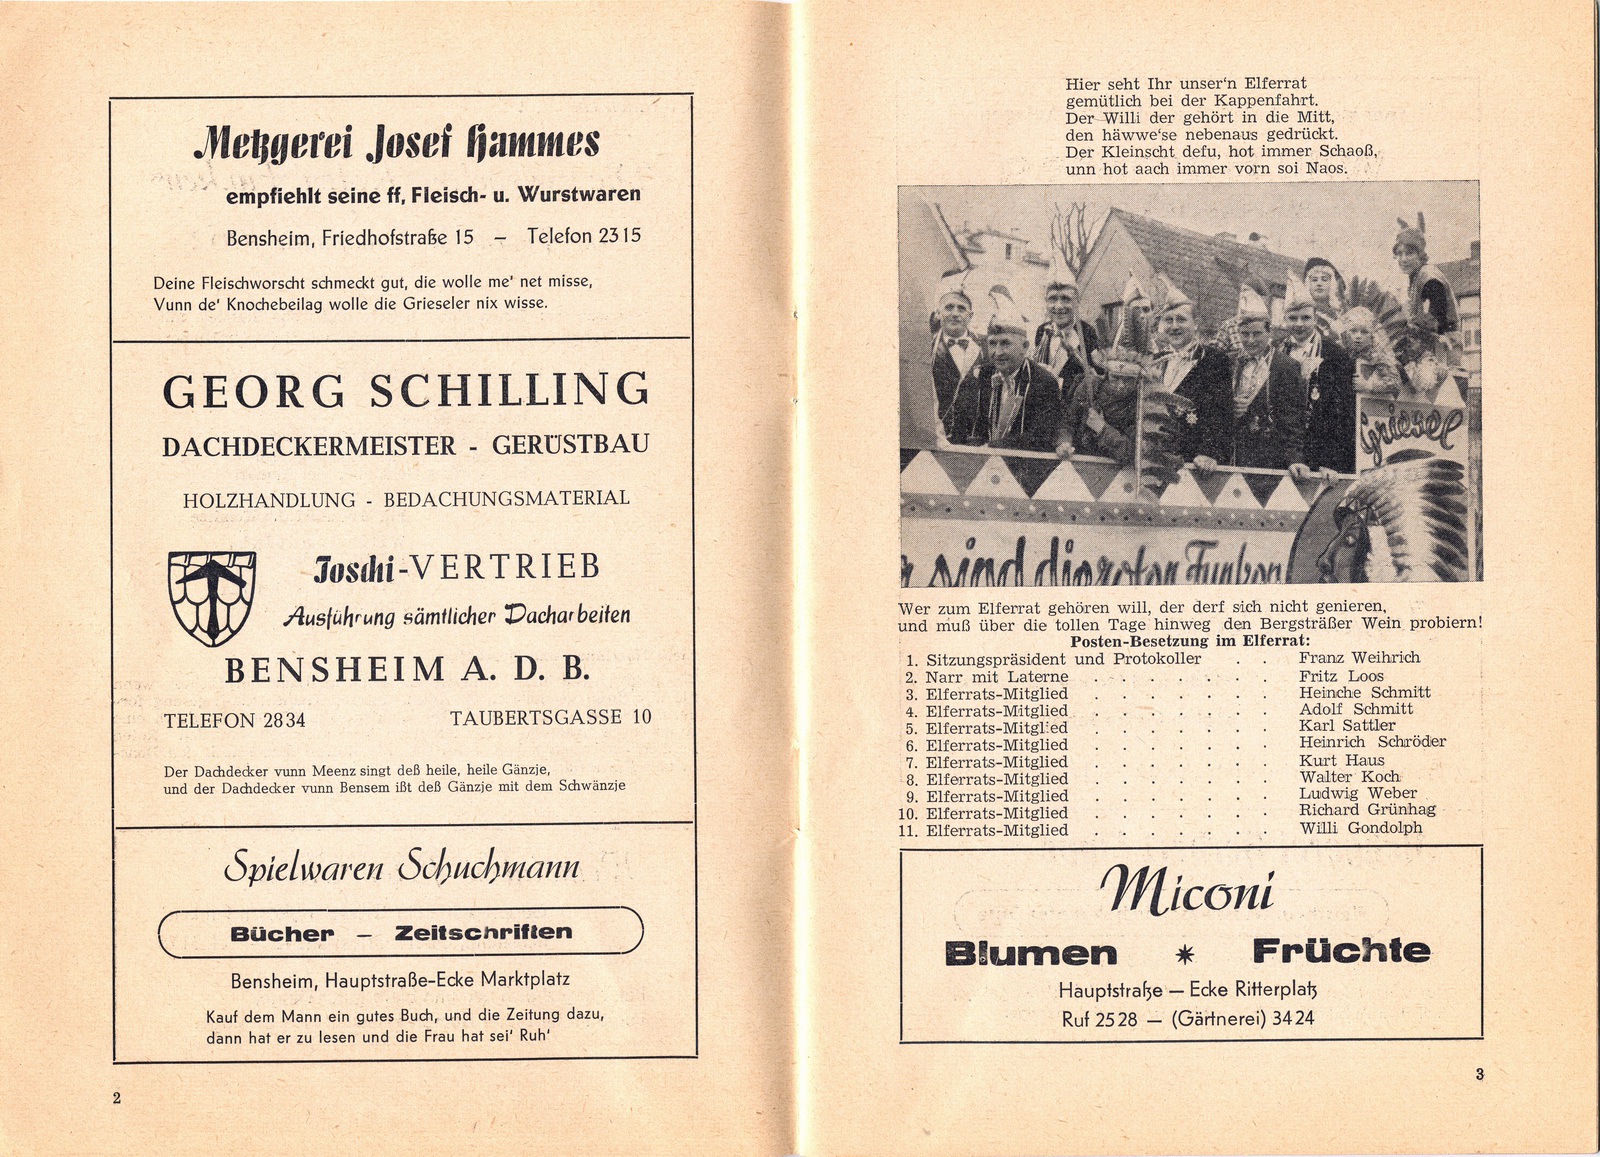 Metzgerei Josef Hammes
empfiehlt seine ff, Fleisch- u. Wurstwaren
Bensheim, Friedhofstraße 15 – Telefon 2315
Deine Fleischworscht schmeckt gut, die wolle me' net misse,
Vunn de' Knochebeilag wolle die Grieseler nix wisse.
GEORG SCHILLING
DACHDECKERMEISTER - GERÜSTBAU
HOLZHANDLUNG - BEDACHUNGSMATERIAL
Joschi-VERTRIEB
Ausführung sämtlicher Dacharbeiten
BENSHEIM A. D. B.
TELEFON 2834 TAUBERTSGASSE 10
Der Dachdecker vunn Meenz singt deß heile, heile Gänzje,
und der Dachdecker vunn Bensem ißt deß Gänzje mit dem Schwänzje
Spielwaren Schuchmann
Bücher – Zeitschriften
Bensheim, Hauptstraße-Ecke Marktplatz
Kauf dem Mann ein gutes Buch, und die Zeitung dazu,
dann hat er zu lesen und die Frau hat sei' Ruh'
2
Hier seht Ihr unser'n Elferrat
gemütlich bei der Kappenfahrt.
Der Willi der gehört in die Mitt,
den häwwe'se nebenaus gedrückt.
Der Kleinscht defu, hot immer Schaoß,
unn hot aach immer vorn soi Naos.
Griesel
r sind die roten Funken
Wer zum Elferrat gehören will, der derf sich nicht genieren,
und muß über die tollen Tage hinweg den Bergsträßer Wein probiern!
Posten-Besetzung im Elferrat:
1. Sitzungspräsident und Protokoller . . Franz Weihrich
2. Narr mit Laterne . . . . . . . Fritz Loos
3. Elferrats-Mitglied . . . . . . . Heinche Schmitt
4. Elferrats-Mitglied . . . . . . . Adolf Schmitt
5. Elferrats-Mitglied . . . . . . . Karl Sattler
6. Elferrats-Mitglied . . . . . . . Heinrich Schröder
7. Elferrats-Mitglied . . . . . . . Kurt Haus
8. Elferrats-Mitglied . . . . . . . Walter Koch
9. Elferrats-Mitglied . . . . . . . Ludwig Weber
10. Elferrats-Mitglied . . . . . . . Richard Grünhag
11. Elferrats-Mitglied . . . . . . . Willi Gondolph
Miconi
Blumen * Früchte
Hauptstraße — Ecke Ritterplatz
Ruf 2528 — (Gärtnerei) 3424
3